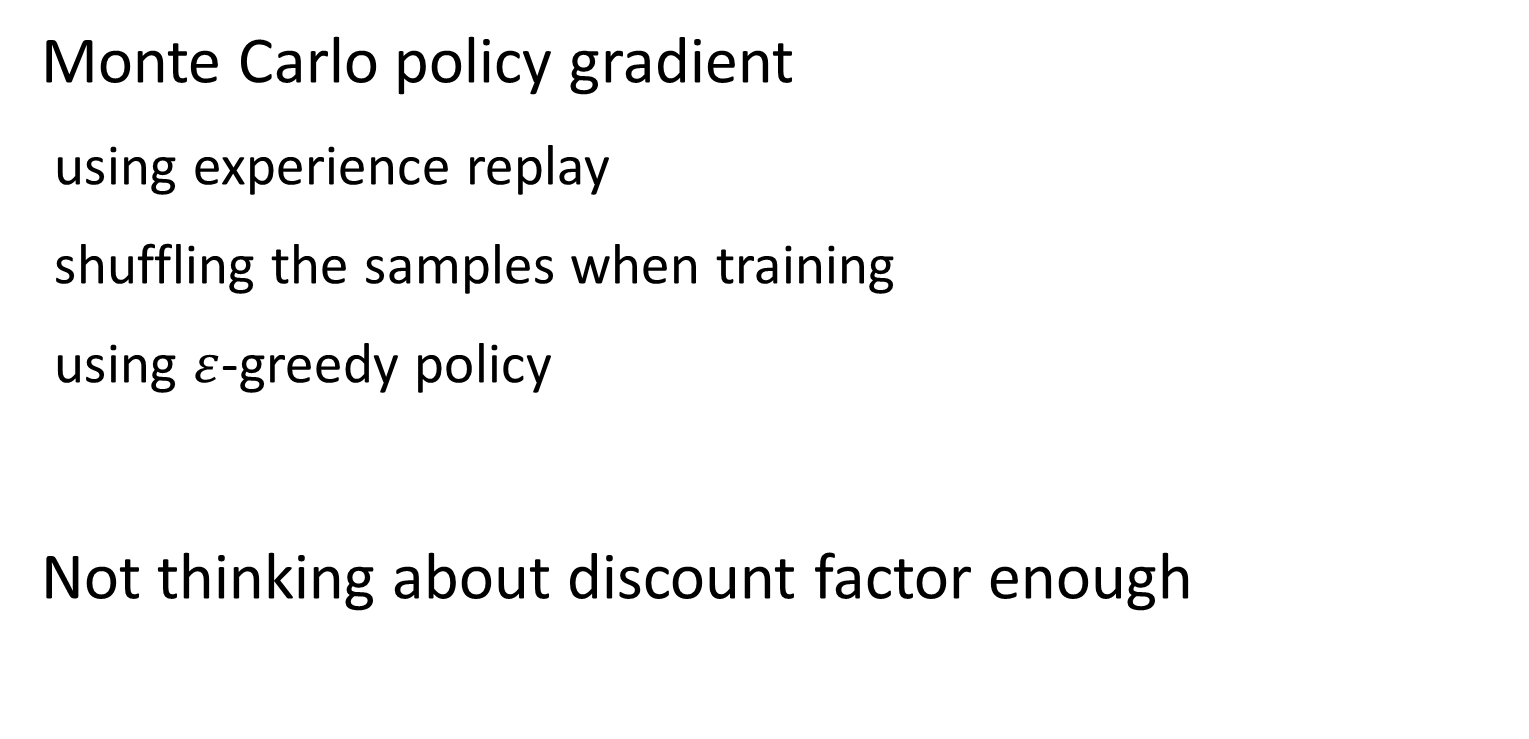 Monte Carlo policy gradient
using experience replay
shuffling the samples when training
using 𝜀-greedy policy
Not thinking about discount factor enough